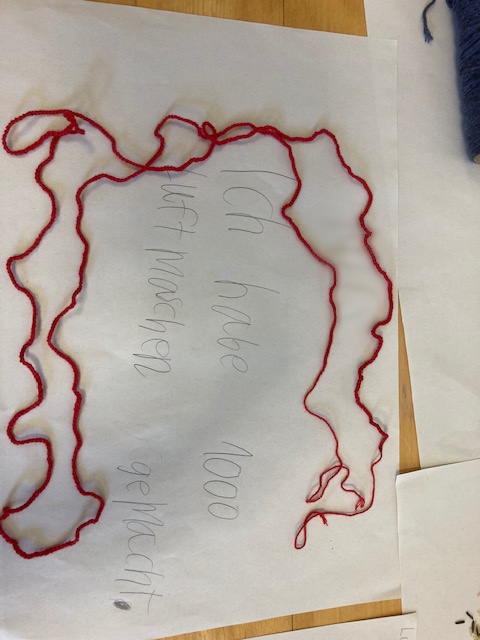 Ich habe 1000
Luftmaschen gemacht.